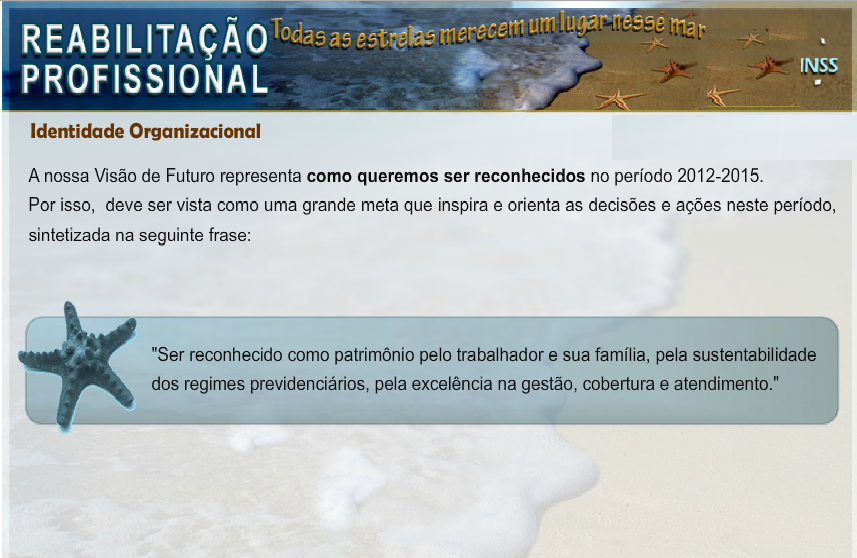 REABILITAÇÃO
PROFISSIONAL
Todas as estrelas merecem um lugar nesse mar
INSS
Identidade Organizacional
A nossa Visão de Futuro representa como queremos ser reconhecidos no período 2012-2015.
Por isso, deve ser vista como uma grande meta que inspira e orienta as decisões e ações neste período,
sintetizada na seguinte frase:
"Ser reconhecido como patrimônio pelo trabalhador e sua família, pela sustentabilidade
dos regimes previdenciários, pela excelência na gestão, cobertura e atendimento."